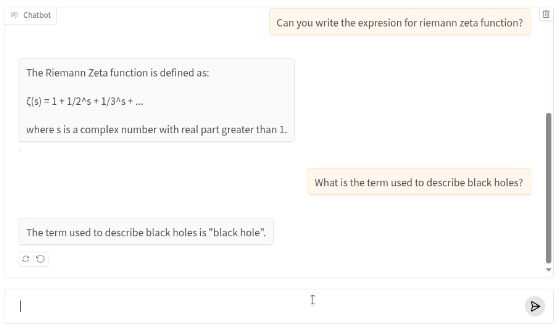 Chatbot
Can you write the expresion for riemann zeta function?
The Riemann Zeta function is defined as:
ζ(s) = 1 + 1/2^s + 1/3^s + ...
where s is a complex number with real part greater than 1.
What is the term used to describe black holes?
The term used to describe black holes is "black hole".